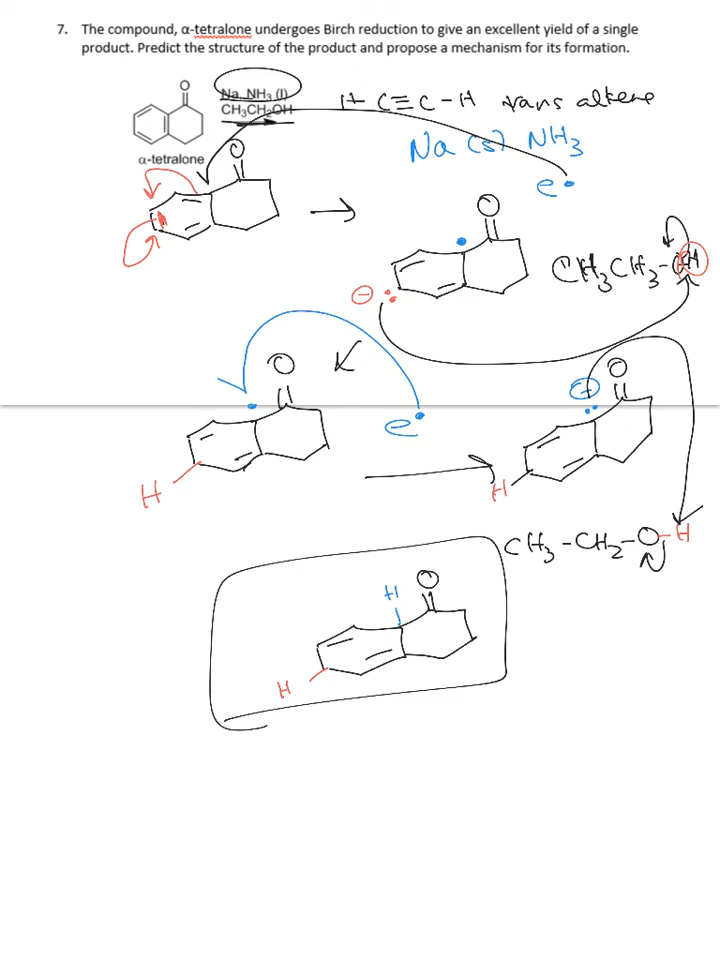 7. The compound, α-tetralone undergoes Birch reduction to give an excellent yield of a single
product. Predict the structure of the product and propose a mechanism for its formation.
O
Na, NH₃ (l)
CH₃CH₂OH
α-tetralone
H C≡C-H trans alkene
Na (s) NH₃
e•
O
O
CH₃CH₃-OH
⊖
O
e•
H
O
H
CH₃-CH₂-O-H
O
H
H